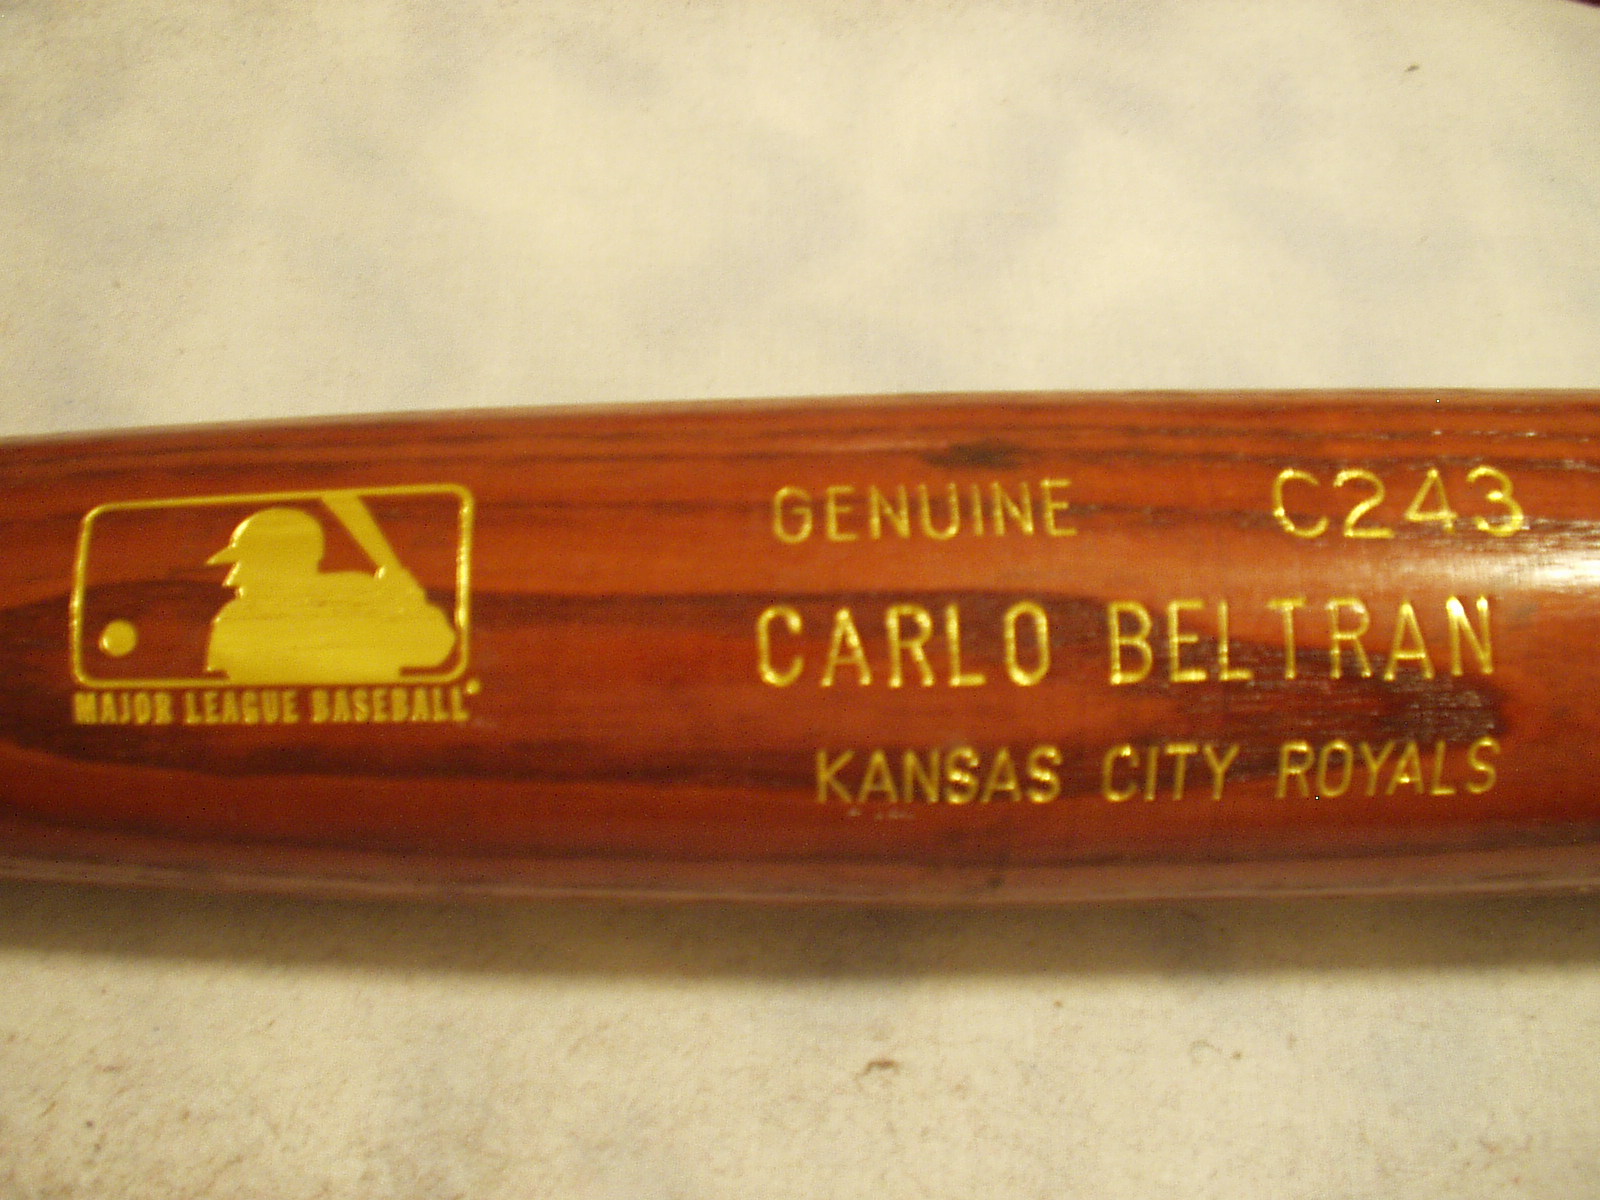 MAJOR LEAGUE BASEBALL
GENUINE C243
CARLO BELTRAN
KANSAS CITY ROYALS